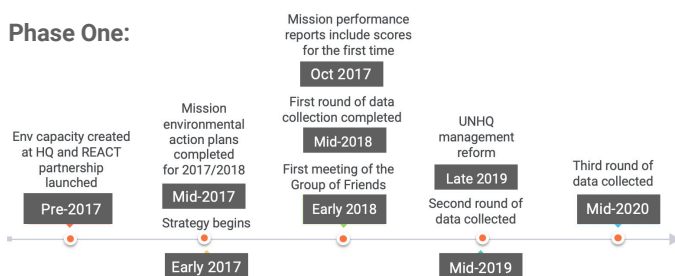 Phase One:
Env capacity created
at HQ and REACT
partnership
launched
Pre-2017
Mission
environmental
action plans
completed
for 2017/2018
Mid-2017
Strategy begins
Early 2017
Mission performance
reports include scores
for the first time
Oct 2017
First round of data
collection completed
Mid-2018
First meeting of the
Group of Friends
Early 2018
UNHQ
management
reform
Late 2019
Second round of
data collected
Mid-2019
Third round of
data collected
Mid-2020